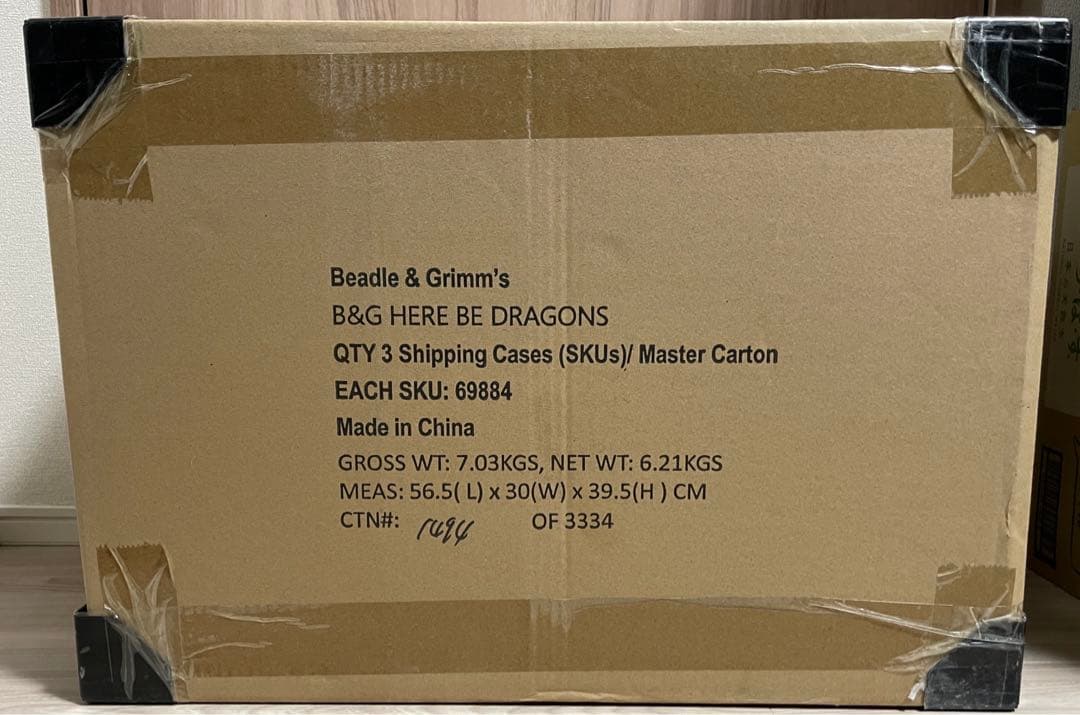 Beadle & Grimm's
B&G HERE BE DRAGONS
QTY 3 Shipping Cases (SKUs)/ Master Carton
EACH SKU: 69884
Made in China
GROSS WT: 7.03KGS, NET WT: 6.21KGS
MEAS: 56.5( L) x 30(W) x 39.5(H ) CM
CTN#: 1494 OF 3334